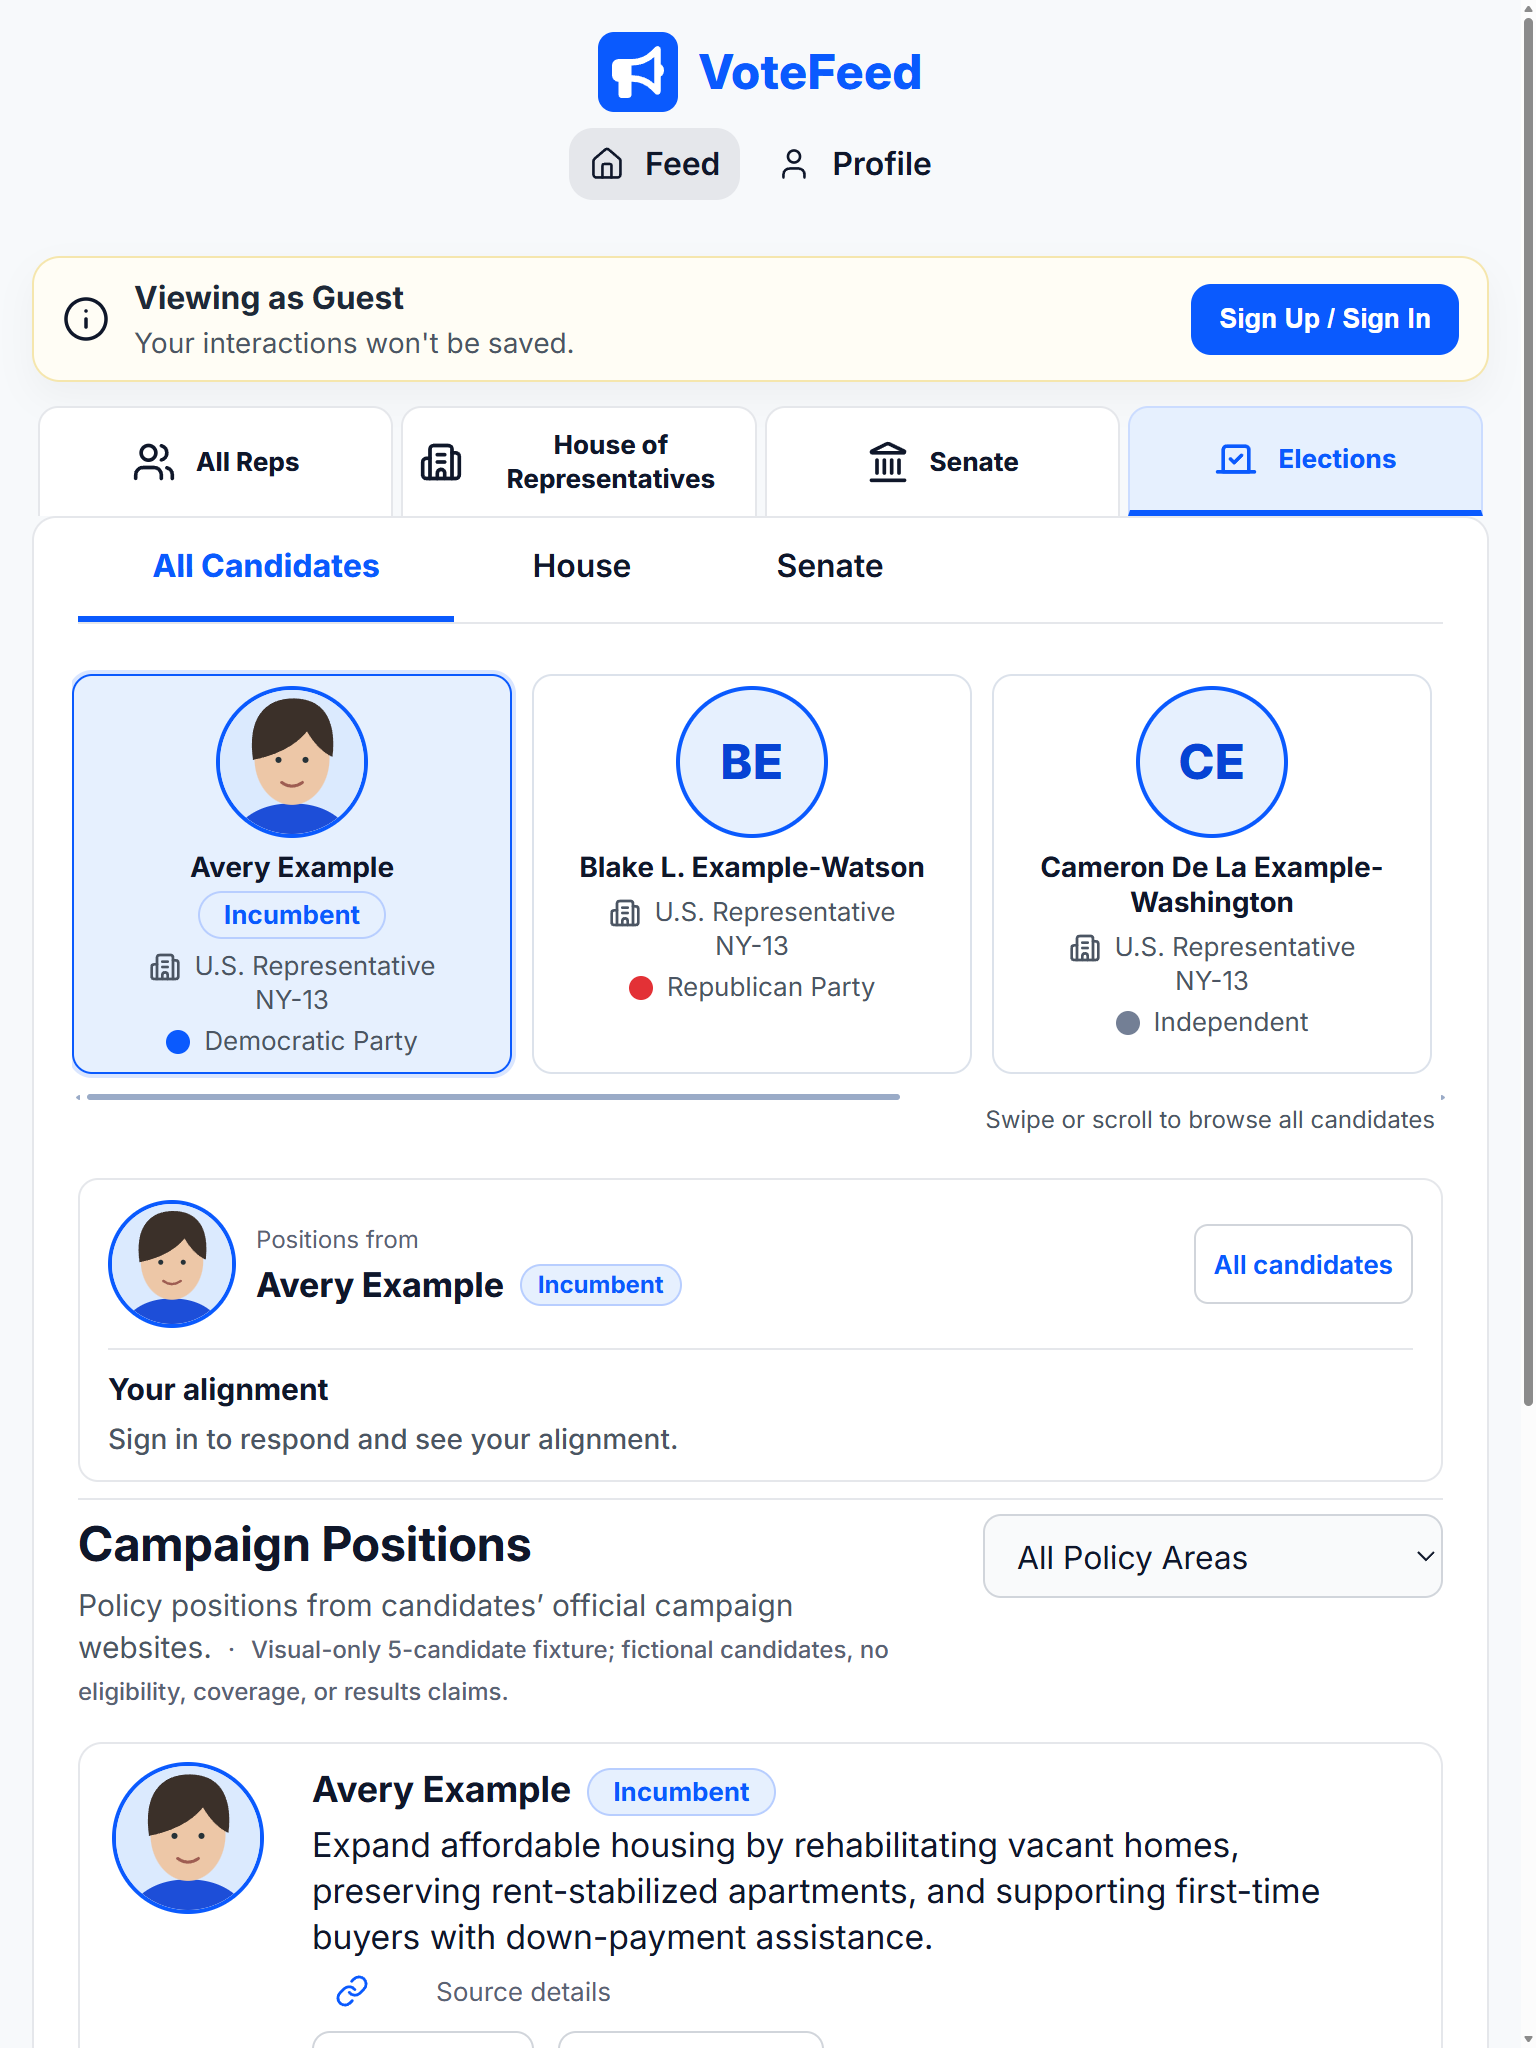 VoteFeed
Feed
Profile
Viewing as Guest
Your interactions won't be saved.
Sign Up / Sign In
All Reps
House of
Representatives
Senate
Elections
All Candidates
House
Senate
Avery Example
Incumbent
U.S. Representative
NY-13
Democratic Party
BE
Blake L. Example-Watson
U.S. Representative
NY-13
Republican Party
CE
Cameron De La Example-
Washington
U.S. Representative
NY-13
Independent
Swipe or scroll to browse all candidates
Positions from
Avery Example
Incumbent
All candidates
Your alignment
Sign in to respond and see your alignment.
Campaign Positions
All Policy Areas
Policy positions from candidates’ official campaign
websites. · Visual-only 5-candidate fixture; fictional candidates, no
eligibility, coverage, or results claims.
Avery Example
Incumbent
Expand affordable housing by rehabilitating vacant homes,
preserving rent-stabilized apartments, and supporting first-time
buyers with down-payment assistance.
Source details